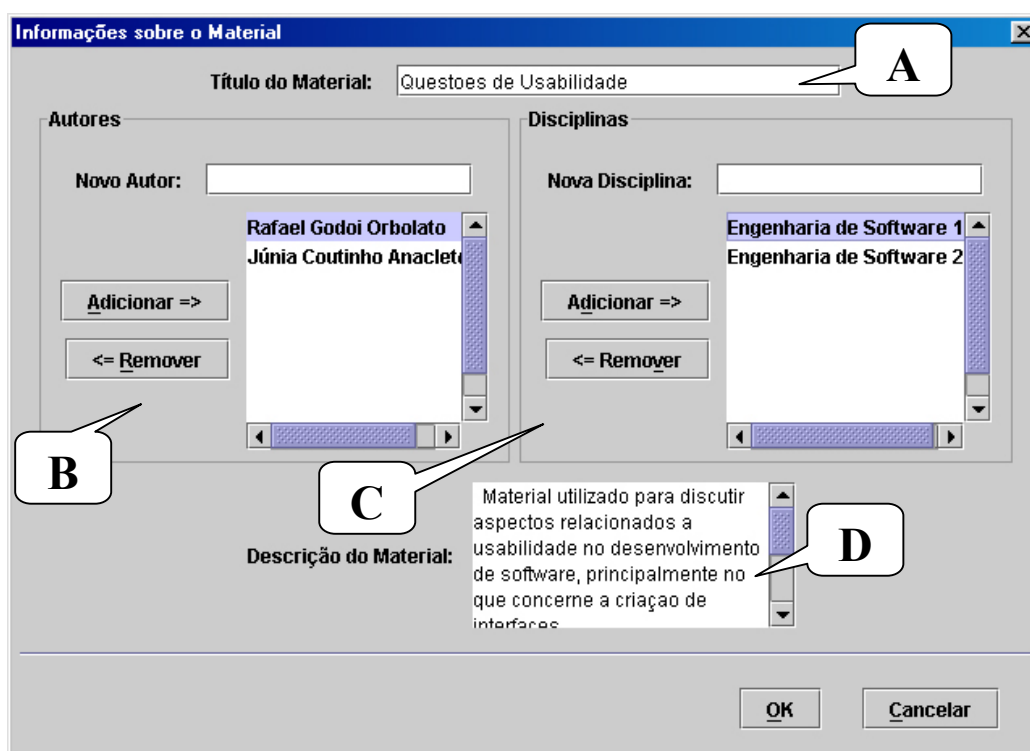 Informações sobre o Material
A
Título do Material: Questoes de Usabilidade
Autores
Novo Autor:
Rafael Godoi Orbolato
Júnia Coutinho Anaclet
Adicionar =>
<= Remover
B
Disciplinas
Nova Disciplina:
Engenharia de Software 1
Engenharia de Software 2
Adicionar =>
<= Remover
C
Descrição do Material:
Material utilizado para discutir
aspectos relacionados a
usabilidade no desenvolvimento
de software, principalmente no
que concerne a criaçao de
interfaces
D
OK
Cancelar